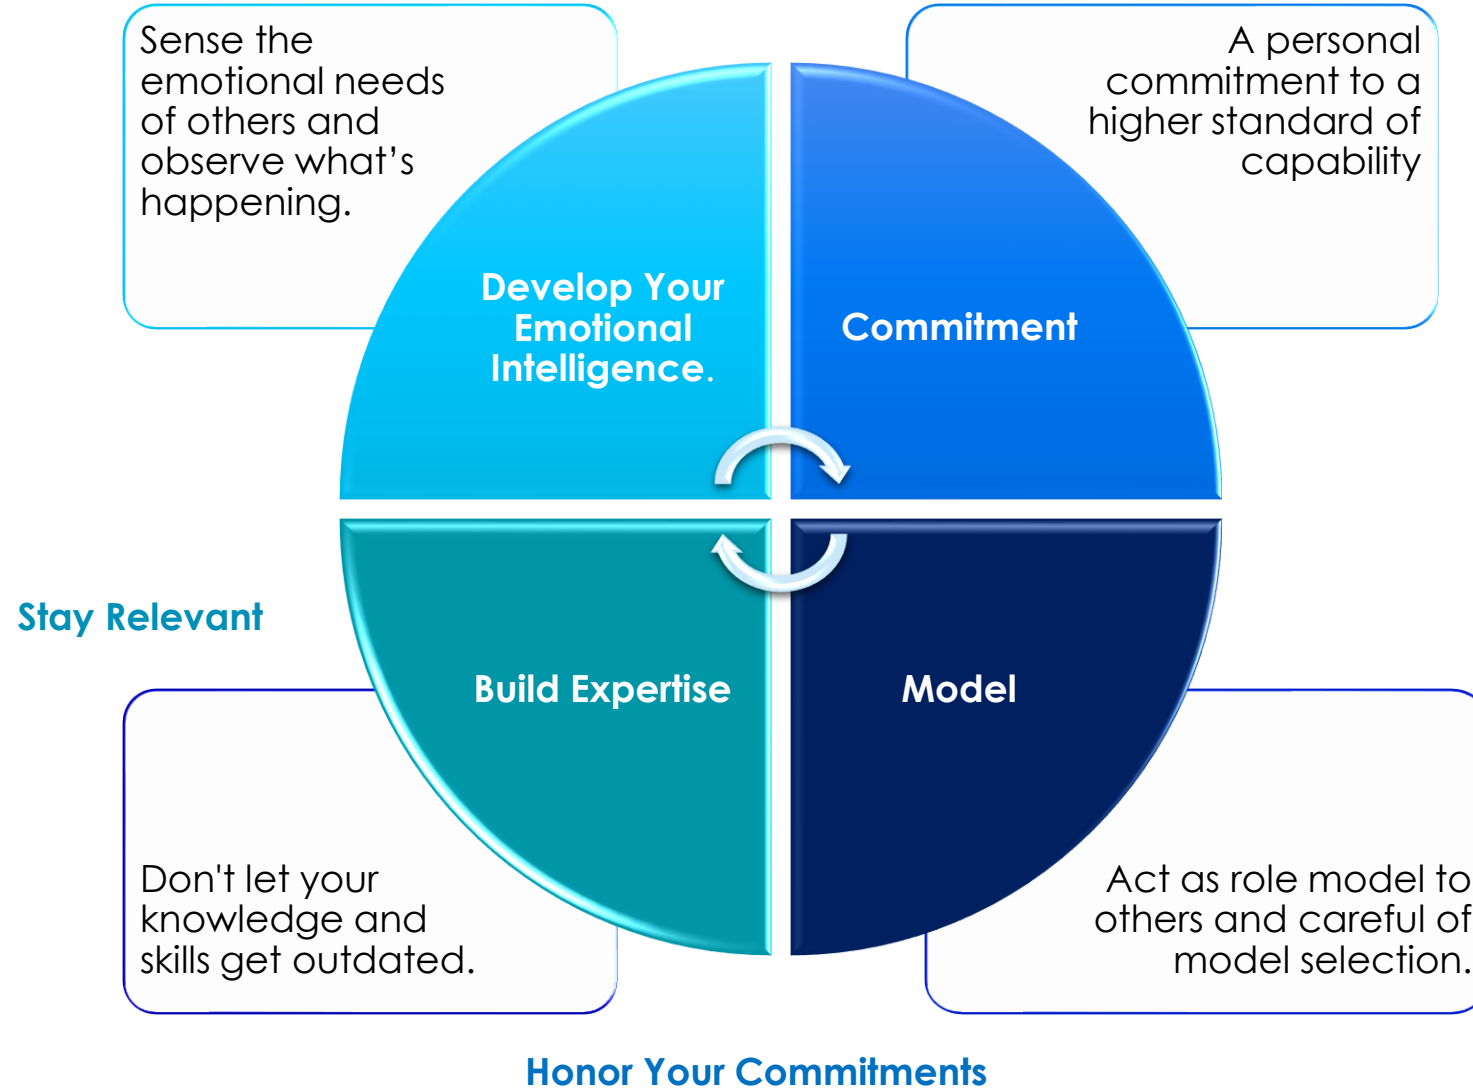 Sense the
emotional needs
of others and
observe what’s
happening.
A personal
commitment to a
higher standard of
capability
Develop Your
Emotional
Intelligence.
Commitment
Stay Relevant
Build Expertise
Model
Don't let your
knowledge and
skills get outdated.
Act as role model to
others and careful of
model selection.
Honor Your Commitments